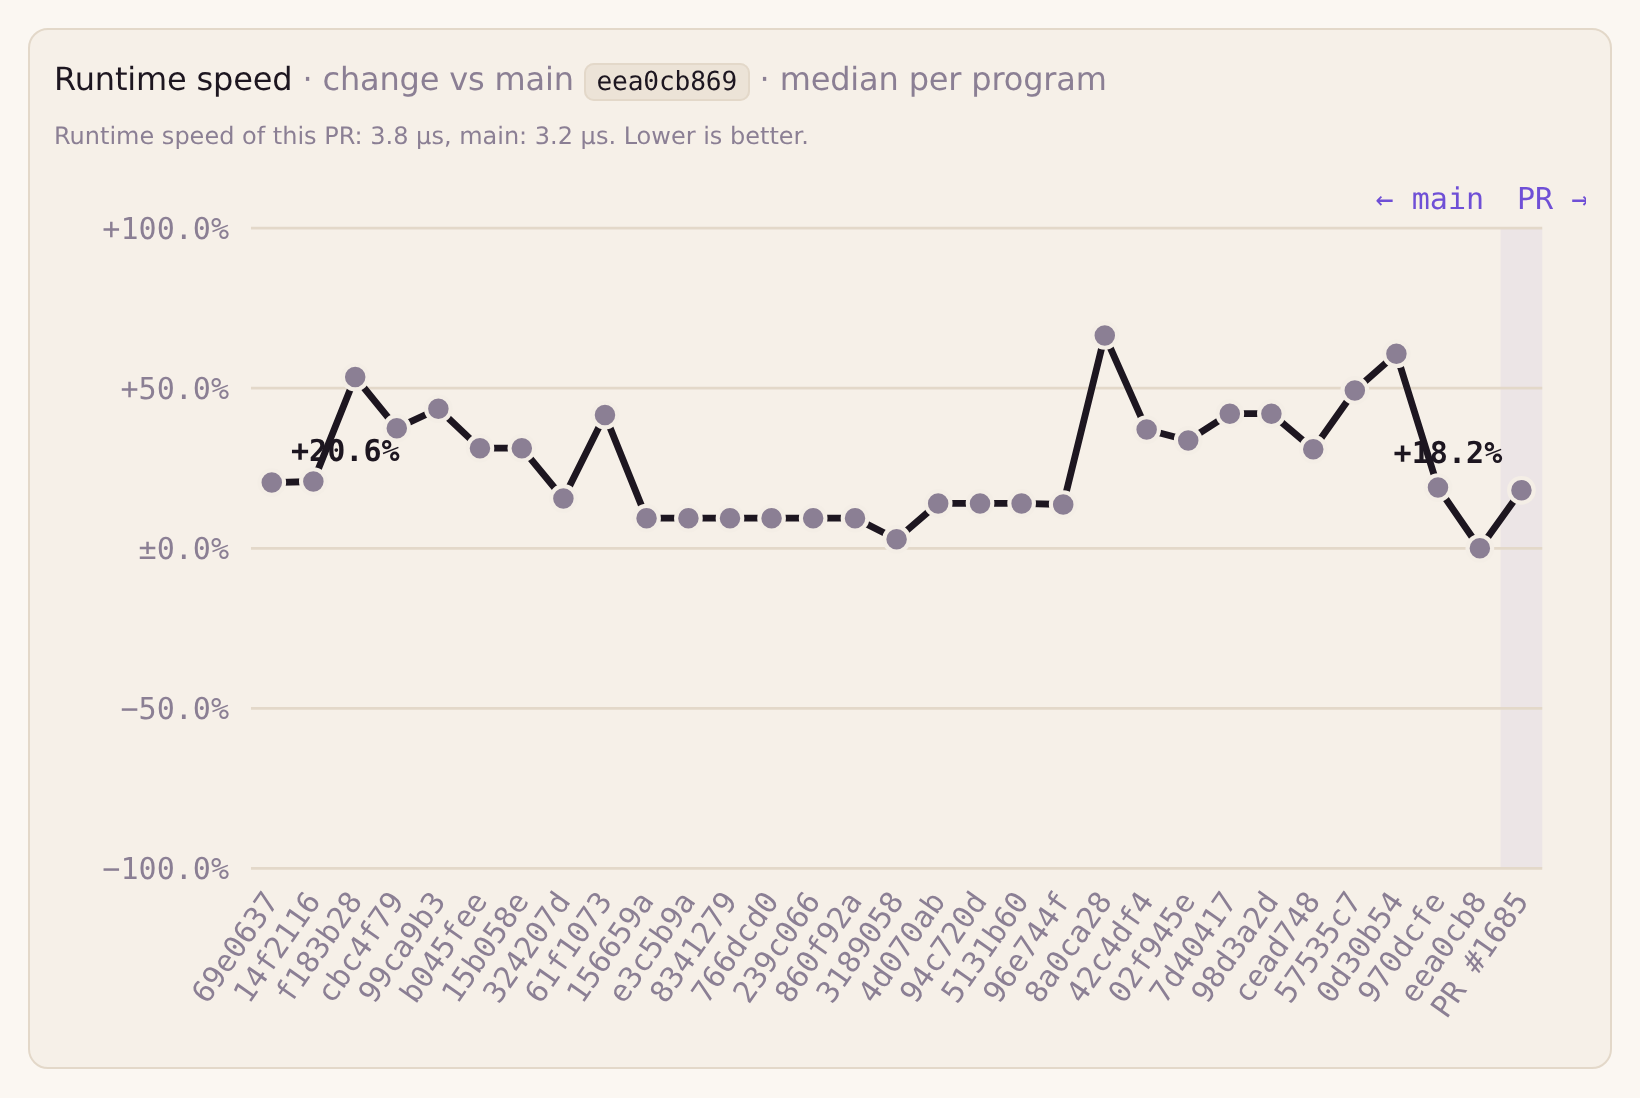 Runtime speed · change vs main eea0cb869 · median per program
Runtime speed of this PR: 3.8 µs, main: 3.2 µs. Lower is better.
← main PR →
+100.0%
+50.0%
±0.0%
−50.0%
−100.0%
+20.6%
+18.2%
69e0637
14f2116
f183b28
cbc4f79
99ca9b3
b045fee
15b058e
324207d
61f1073
156659a
e3c5b9a
8341279
766dcd0
239c066
860f92a
3189058
4d070ab
94c720d
5131b60
96e744f
8a0ca28
42c4df4
02f945e
7d40417
98d3a2d
cead748
57535c7
0d30b54
970dcfe
eea0cb8
PR #1685